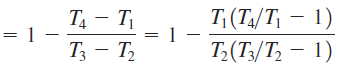 = 1 − (T₄ − T₁)/(T₃ − T₂) = 1 − T₁(T₄/T₁ − 1)/T₂(T₃/T₂ − 1)